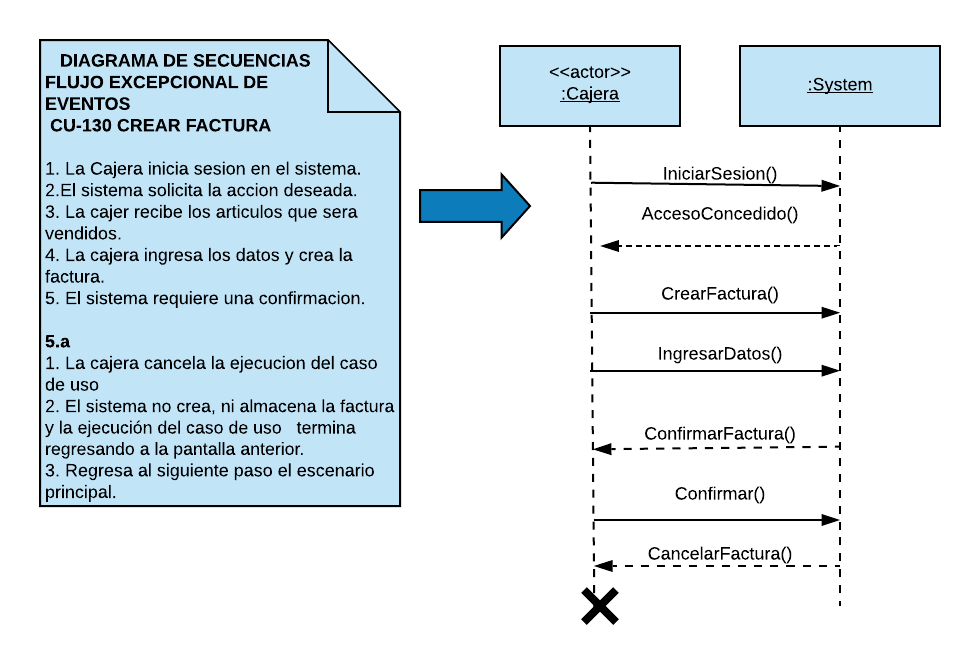 DIAGRAMA DE SECUENCIAS
FLUJO EXCEPCIONAL DE
EVENTOS
CU-130 CREAR FACTURA
1. La Cajera inicia sesion en el sistema.
2.El sistema solicita la accion deseada.
3. La cajer recibe los articulos que sera
vendidos.
4. La cajera ingresa los datos y crea la
factura.
5. El sistema requiere una confirmacion.
5.a
1. La cajera cancela la ejecucion del caso
de uso
2. El sistema no crea, ni almacena la factura
y la ejecución del caso de uso termina
regresando a la pantalla anterior.
3. Regresa al siguiente paso el escenario
principal.
<<actor>>
:Cajera
:System
IniciarSesion()
AccesoConcedido()
CrearFactura()
IngresarDatos()
ConfirmarFactura()
Confirmar()
CancelarFactura()